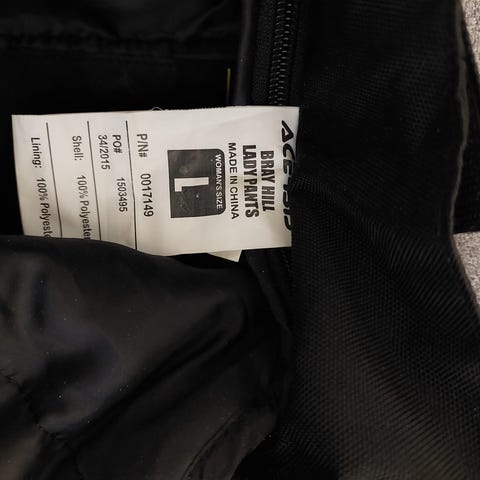 ACERBIS
BRAY HILL
LADY PANTS
MADE IN CHINA
WOMAN'S SIZE
L
P/N# 0017149
PO# 1503495
34/2015
Shell: 100% Polyester
Lining: 100% Polyest